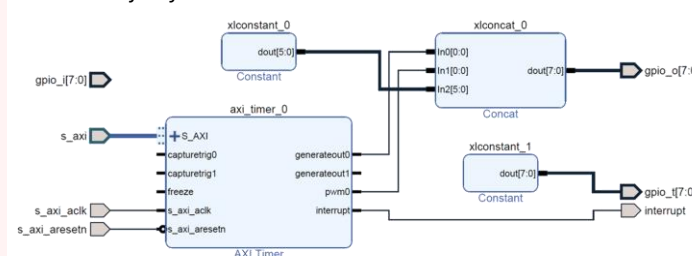 xlconstant_0
dout[5:0]
Constant
xlconcat_0
In0[0:0]
In1[0:0]
In2[5:0]
dout[7:0]
Concat
gpio_o[7:0
gpio_i[7:0]
axi_timer_0
s_axi
S_AXI
capturetrig0
capturetrig1
freeze
s_axi_aclk
s_axi_aresetn
generateout0
generateout1
pwm0
interrupt
AXI Timer
s_axi_aclk
s_axi_aresetn
xlconstant_1
dout[7:0]
Constant
gpio_t[7:0
interrupt